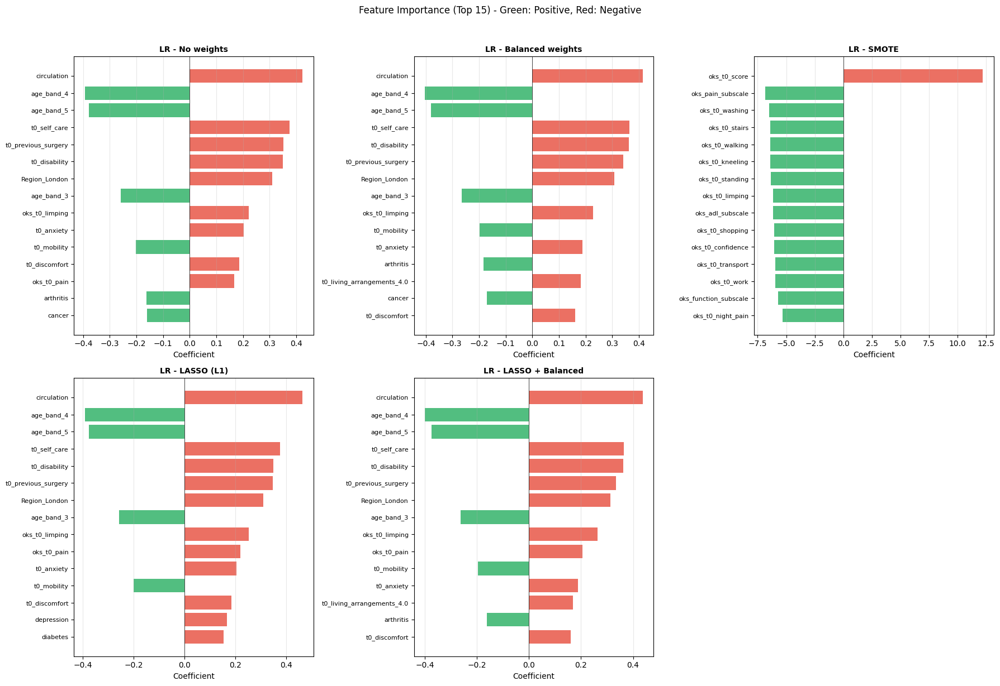 Feature Importance (Top 15) - Green: Positive, Red: Negative
LR - No weights
circulation
age_band_4
age_band_5
t0_self_care
t0_previous_surgery
t0_disability
Region_London
age_band_3
oks_t0_limping
t0_anxiety
t0_mobility
t0_discomfort
oks_t0_pain
arthritis
cancer
−0.4 −0.3 −0.2 −0.1 0.0 0.1 0.2 0.3 0.4
Coefficient
LR - Balanced weights
circulation
age_band_4
age_band_5
t0_self_care
t0_disability
t0_previous_surgery
Region_London
age_band_3
oks_t0_limping
t0_mobility
t0_anxiety
arthritis
t0_living_arrangements_4.0
cancer
t0_discomfort
−0.4 −0.3 −0.2 −0.1 0.0 0.1 0.2 0.3 0.4
Coefficient
LR - SMOTE
oks_t0_score
oks_pain_subscale
oks_t0_washing
oks_t0_stairs
oks_t0_walking
oks_t0_kneeling
oks_t0_standing
oks_t0_limping
oks_adl_subscale
oks_t0_shopping
oks_t0_confidence
oks_t0_transport
oks_t0_work
oks_function_subscale
oks_t0_night_pain
−7.5 −5.0 −2.5 0.0 2.5 5.0 7.5 10.0 12.5
Coefficient
LR - LASSO (L1)
circulation
age_band_4
age_band_5
t0_self_care
t0_disability
t0_previous_surgery
Region_London
age_band_3
oks_t0_limping
oks_t0_pain
t0_anxiety
t0_mobility
t0_discomfort
depression
diabetes
−0.4 −0.2 0.0 0.2 0.4
Coefficient
LR - LASSO + Balanced
circulation
age_band_4
age_band_5
t0_self_care
t0_disability
t0_previous_surgery
Region_London
age_band_3
oks_t0_limping
oks_t0_pain
t0_mobility
t0_anxiety
t0_living_arrangements_4.0
arthritis
t0_discomfort
−0.4 −0.2 0.0 0.2 0.4
Coefficient